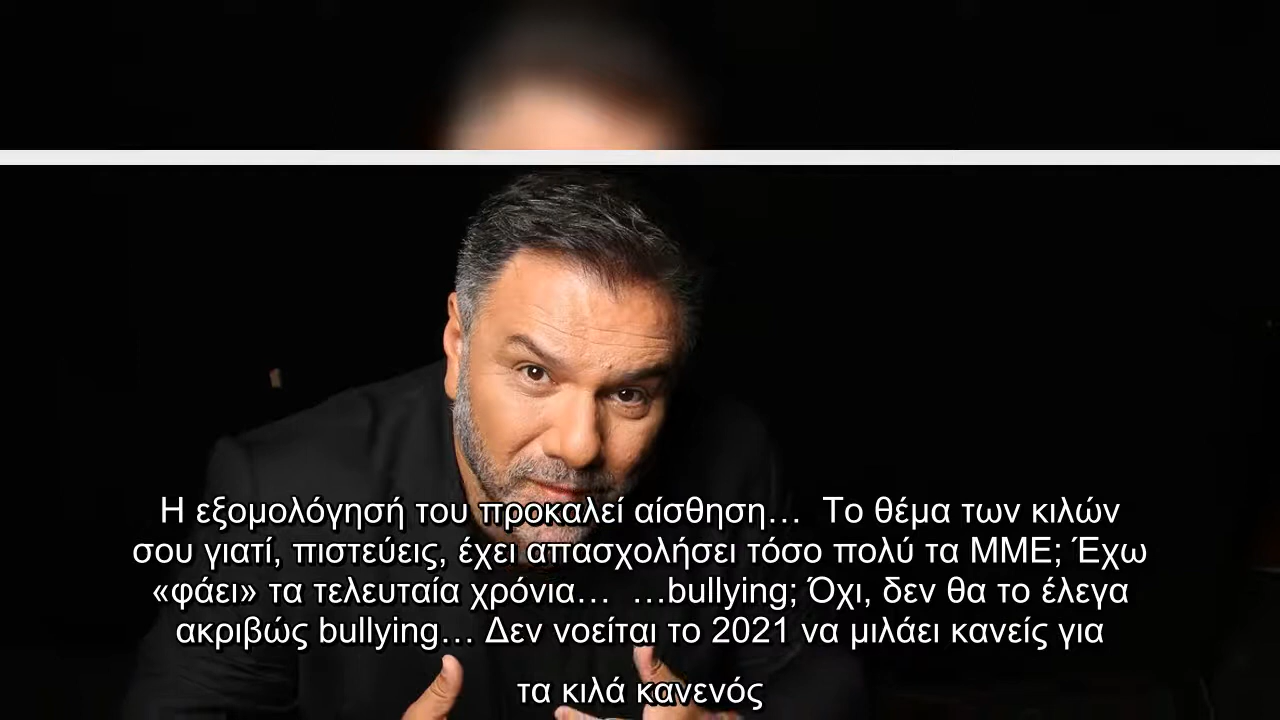 Η εξομολόγησή του προκαλεί αίσθηση…  Το θέμα των κιλών
σου γιατί, πιστεύεις, έχει απασχολήσει τόσο πολύ τα ΜΜΕ; Έχω
«φάει» τα τελευταία χρόνια…  …bullying; Όχι, δεν θα το έλεγα
ακριβώς bullying… Δεν νοείται το 2021 να μιλάει κανείς για
τα κιλά κανενός